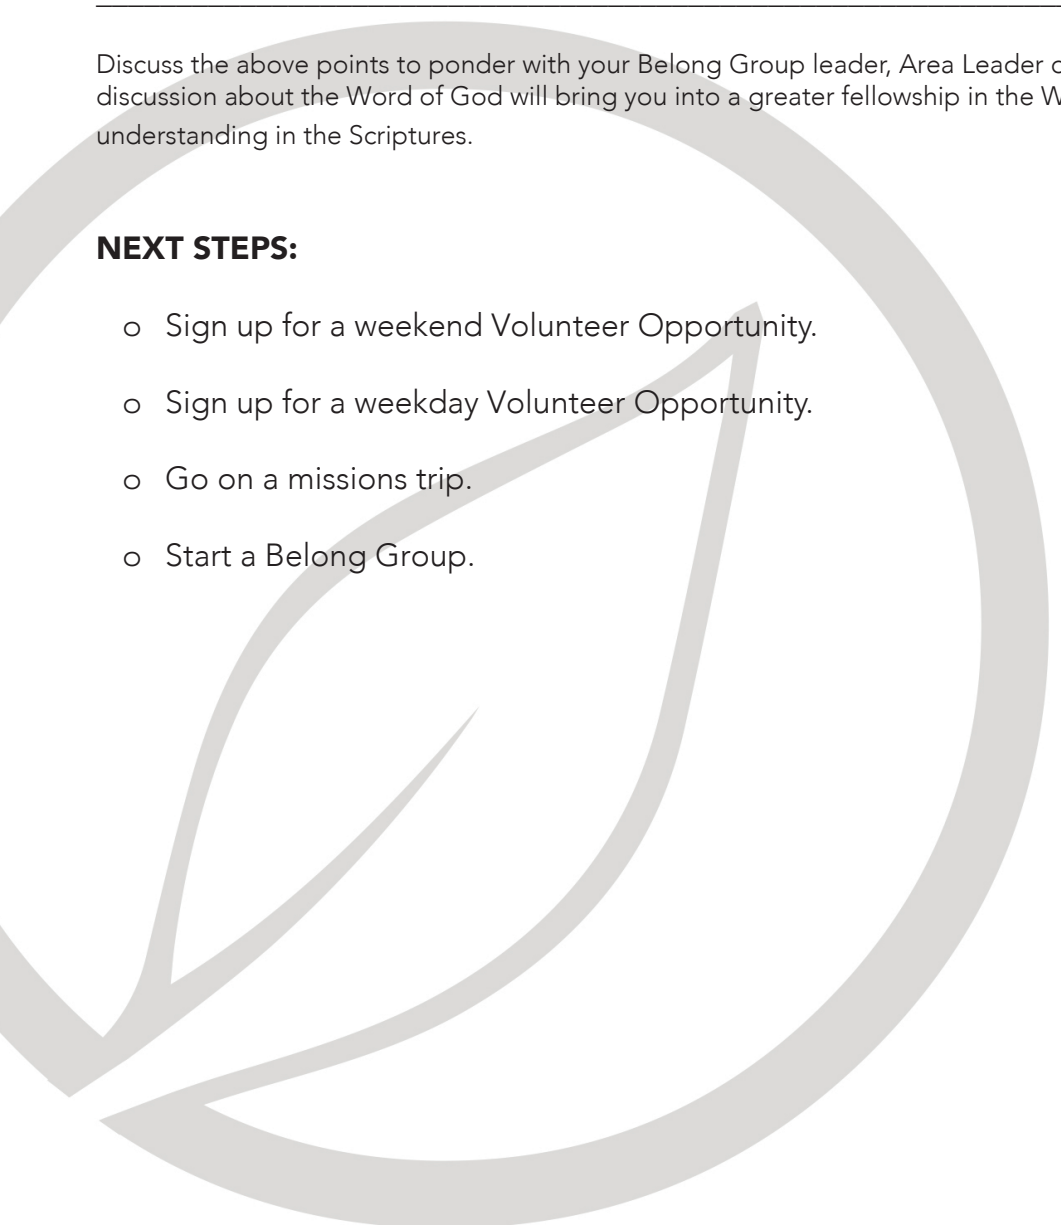 Discuss the above points to ponder with your Belong Group leader, Area Leader
discussion about the Word of God will bring you into a greater fellowship in the
understanding in the Scriptures.
NEXT STEPS:
o Sign up for a weekend Volunteer Opportunity.
o Sign up for a weekday Volunteer Opportunity.
o Go on a missions trip.
o Start a Belong Group.